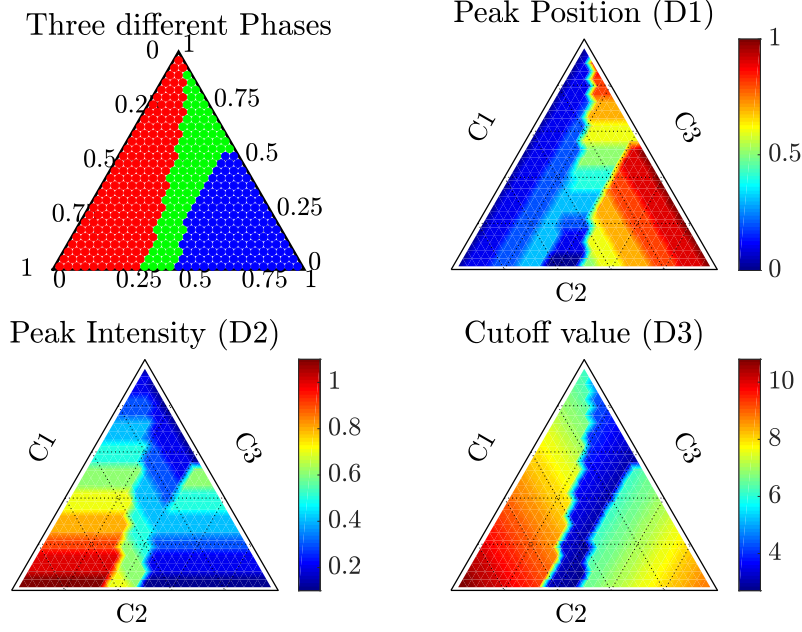 Three different Phases
0 1
0.25 0.75
0.5 0.5
0.75 0.25
1 0
0 0.25 0.5 0.75 1
Peak Position (D1)
C1
C3
C2
1
0.5
0
Peak Intensity (D2)
C1
C3
C2
1
0.8
0.6
0.4
0.2
Cutoff value (D3)
C1
C3
C2
10
8
6
4